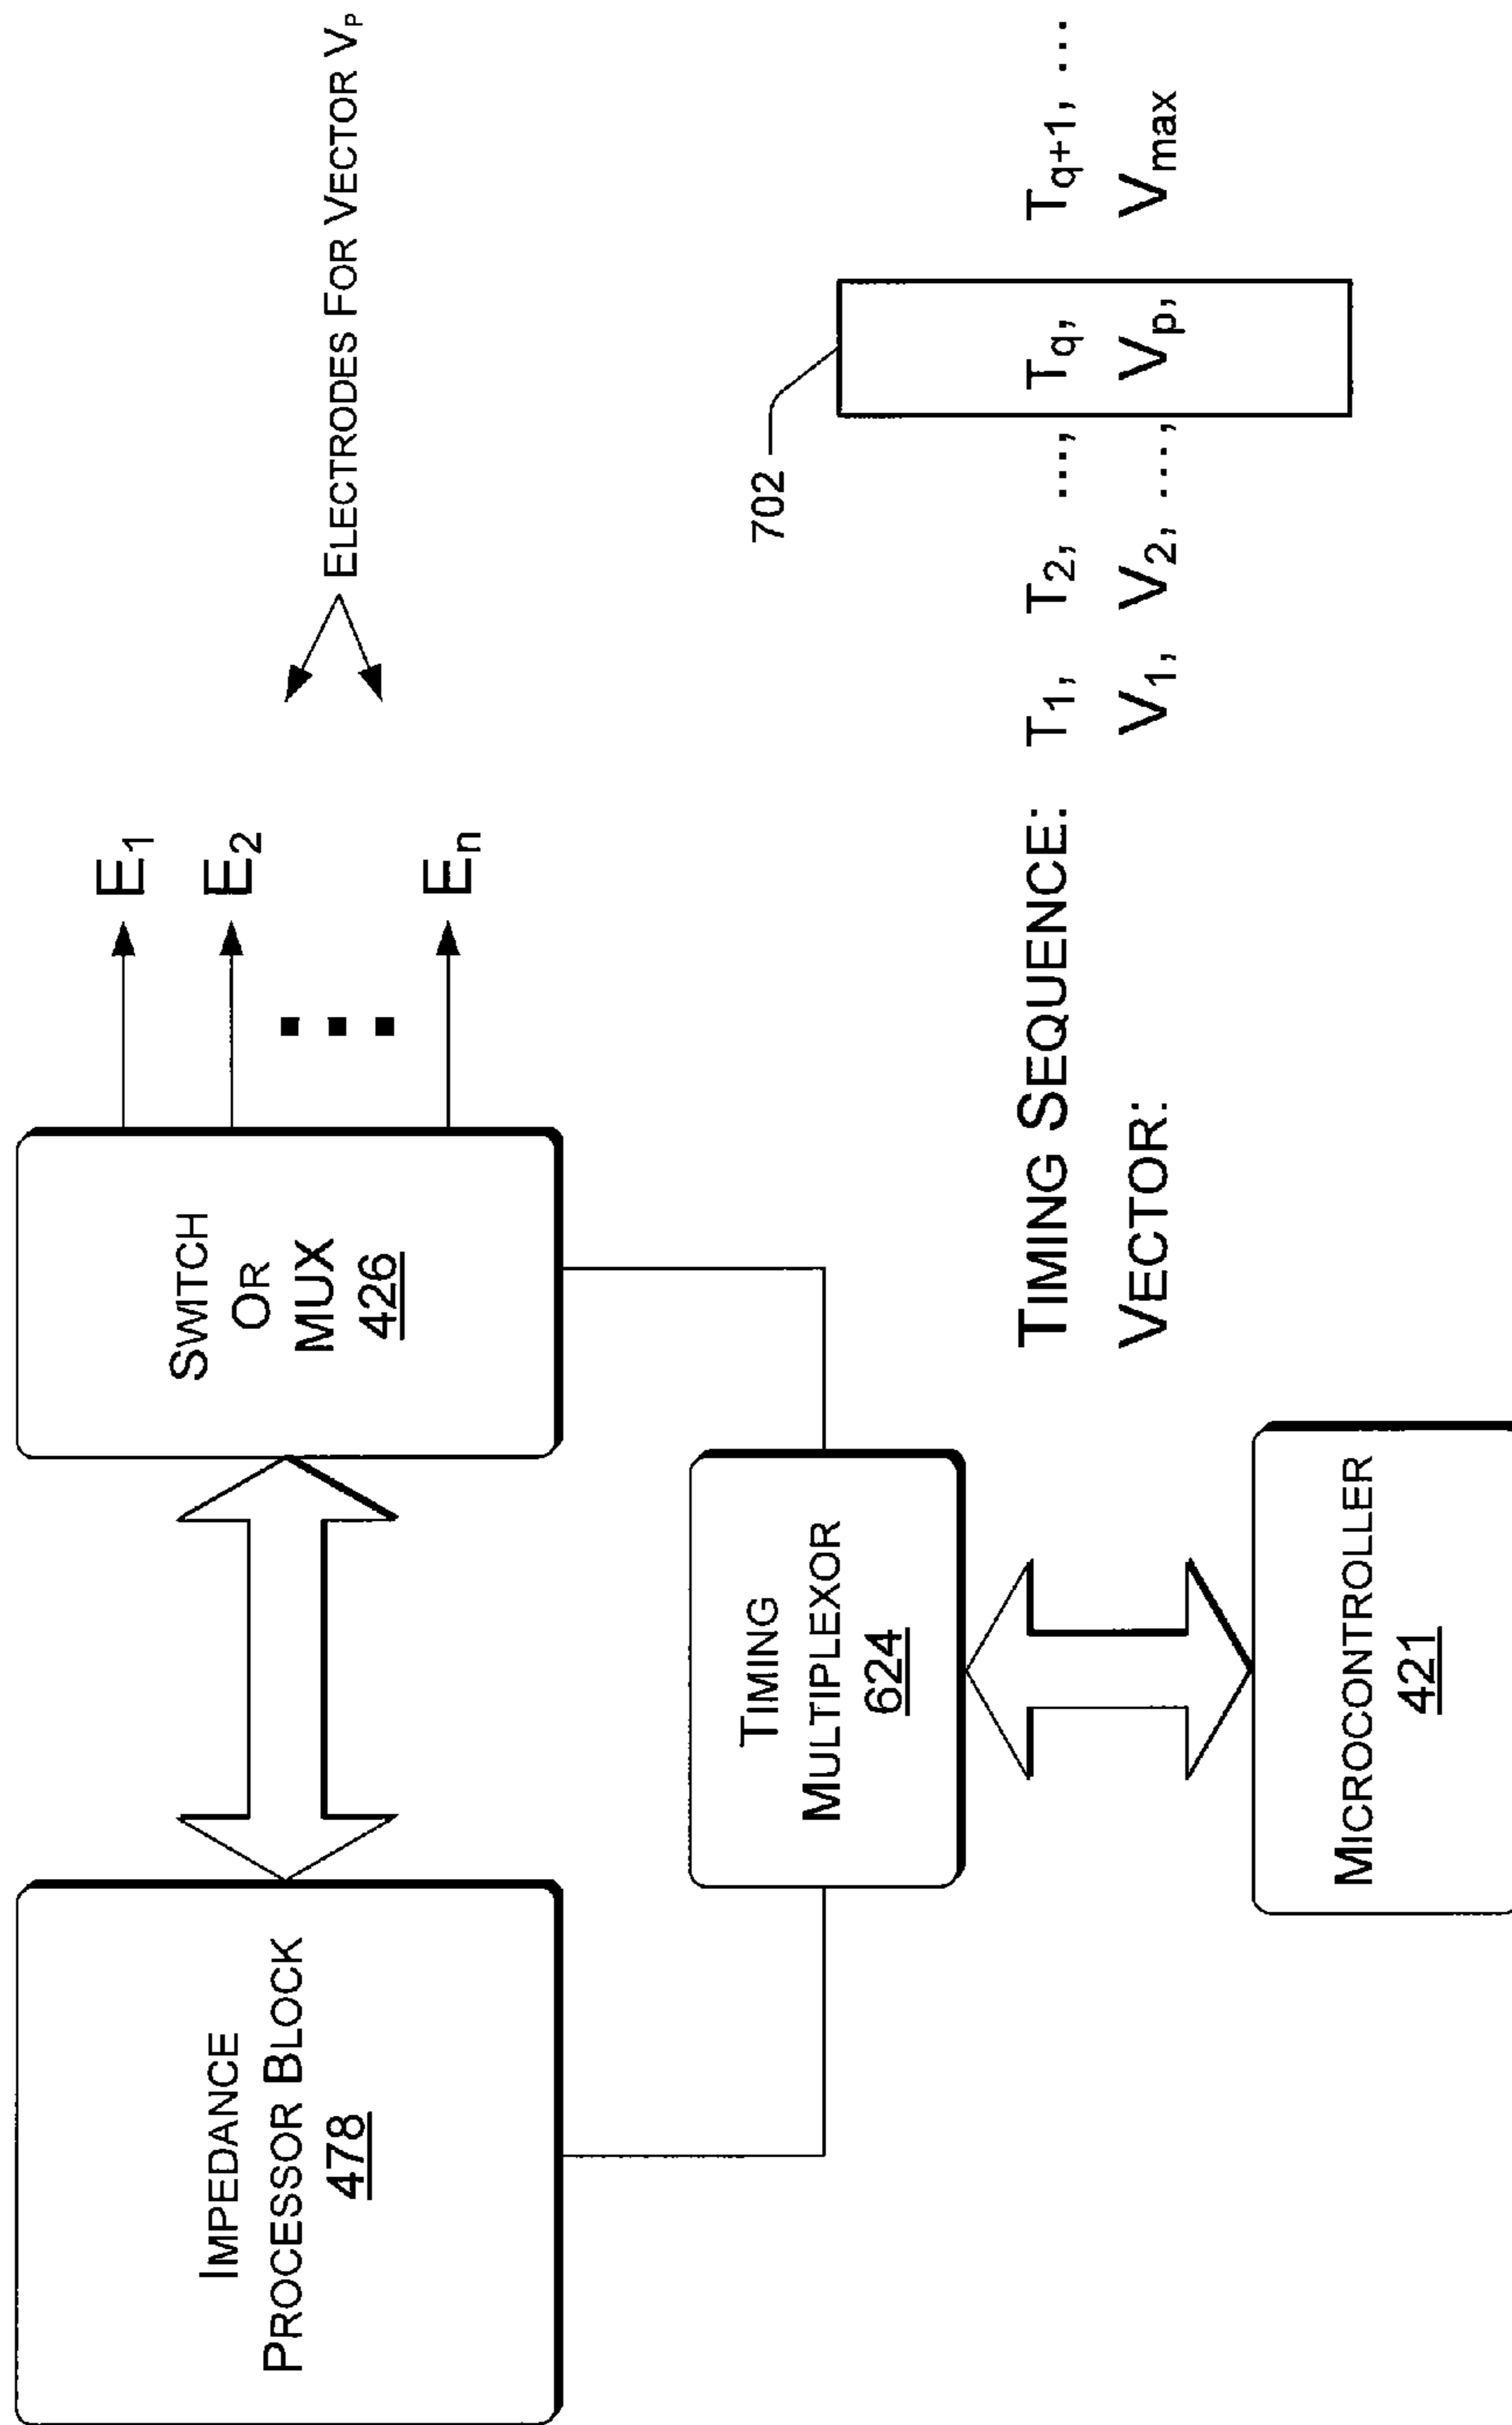 IMPEDANCE
PROCESSOR BLOCK
478
SWITCH
OR
MUX
426
E1
E2
En
ELECTRODES FOR VECTOR VP
TIMING
MULTIPLEXOR
624
MICROCONTROLLER
421
702
TIMING SEQUENCE: T1, T2, ..., Tq, Tq+1, ...
VECTOR: V1, V2, ..., Vp, Vmax